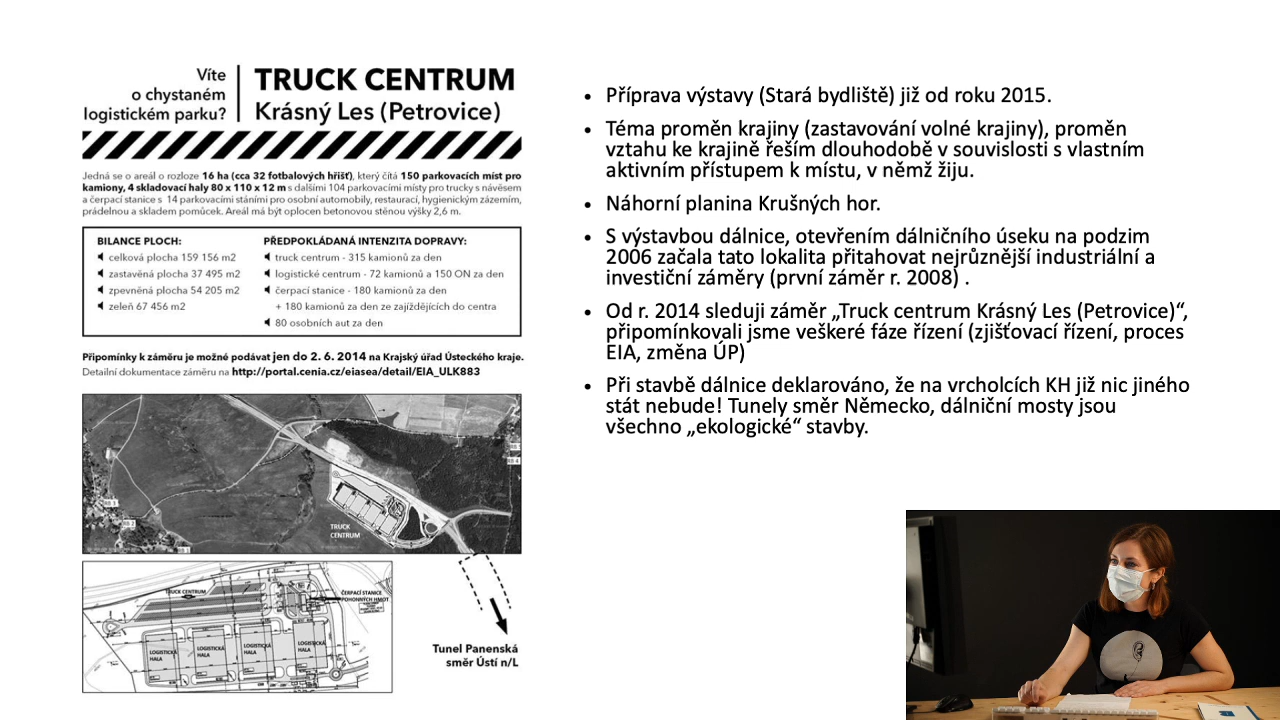 Víte
o chystaném
logistickém parku?
TRUCK CENTRUM
Krásný Les (Petrovice)
Jedná se o areál o rozloze 16 ha (cca 32 fotbalových hřišť), který čítá 150 parkovacích míst pro
kamiony, 4 skladovací haly 80 x 110 x 12 m s dalšími 104 parkovacími místy pro trucky s návěsem
a čerpací stanice s 14 parkovacími stáními pro osobní automobily, restaurací, hygienickým zázemím,
prádelnou a skladem pomůcek. Areál má být oplocen betonovou stěnou výšky 2,6 m.
BILANCE PLOCH:
celková plocha 159 156 m2
zastavěná plocha 37 495 m2
zpevněná plocha 54 205 m2
zeleň 67 456 m2
PŘEDPOKLÁDANÁ INTENZITA DOPRAVY:
truck centrum - 315 kamionů za den
logistické centrum - 72 kamionů a 150 ON za den
čerpací stanice - 180 kamionů za den
+ 180 kamionů za den ze zajíždějících do centra
80 osobních aut za den
Připomínky k záměru je možné podávat jen do 2. 6. 2014 na Krajský úřad Ústeckého kraje.
Detailní dokumentace záměru na http://portal.cenia.cz/eiasea/detail/EIA_ULK883
TRUCK
CENTRUM
TRUCK CENTRUM
ČERPACÍ STANICE
POHONNÝCH HMOT
LOGISTICKÁ
HALA
LOGISTICKÁ
HALA
LOGISTICKÁ
HALA
LOGISTICKÁ
HALA
Tunel Panenská
směr Ústí n/L
• Příprava výstavy (Stará bydliště) již od roku 2015.
• Téma proměn krajiny (zastavování volné krajiny), proměn
vztahu ke krajině řeším dlouhodobě v souvislosti s vlastním
aktivním přístupem k místu, v němž žiju.
• Náhorní planina Krušných hor.
• S výstavbou dálnice, otevřením dálničního úseku na podzim
2006 začala tato lokalita přitahovat nejrůznější industriální a
investiční záměry (první záměr r. 2008) .
• Od r. 2014 sleduji záměr „Truck centrum Krásný Les (Petrovice)“,
připomínkovali jsme veškeré fáze řízení (zjišťovací řízení, proces
EIA, změna ÚP)
• Při stavbě dálnice deklarováno, že na vrcholcích KH již nic jiného
stát nebude! Tunely směr Německo, dálniční mosty jsou
všechno „ekologické“ stavby.